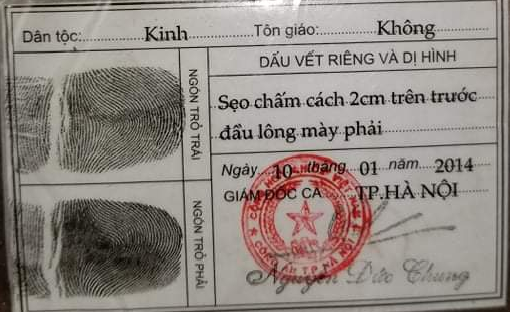 Dân tộc: Kinh Tôn giáo: Không
NGÓN TRỎ TRÁI
NGÓN TRỎ PHẢI
DẤU VẾT RIÊNG VÀ DỊ HÌNH
Sẹo chấm cách 2cm trên trước
đầu lông mày phải
Ngày 10 tháng 01 năm 2014
GIÁM ĐỐC CA TP.HÀ NỘI
Nguyễn Đức Chung